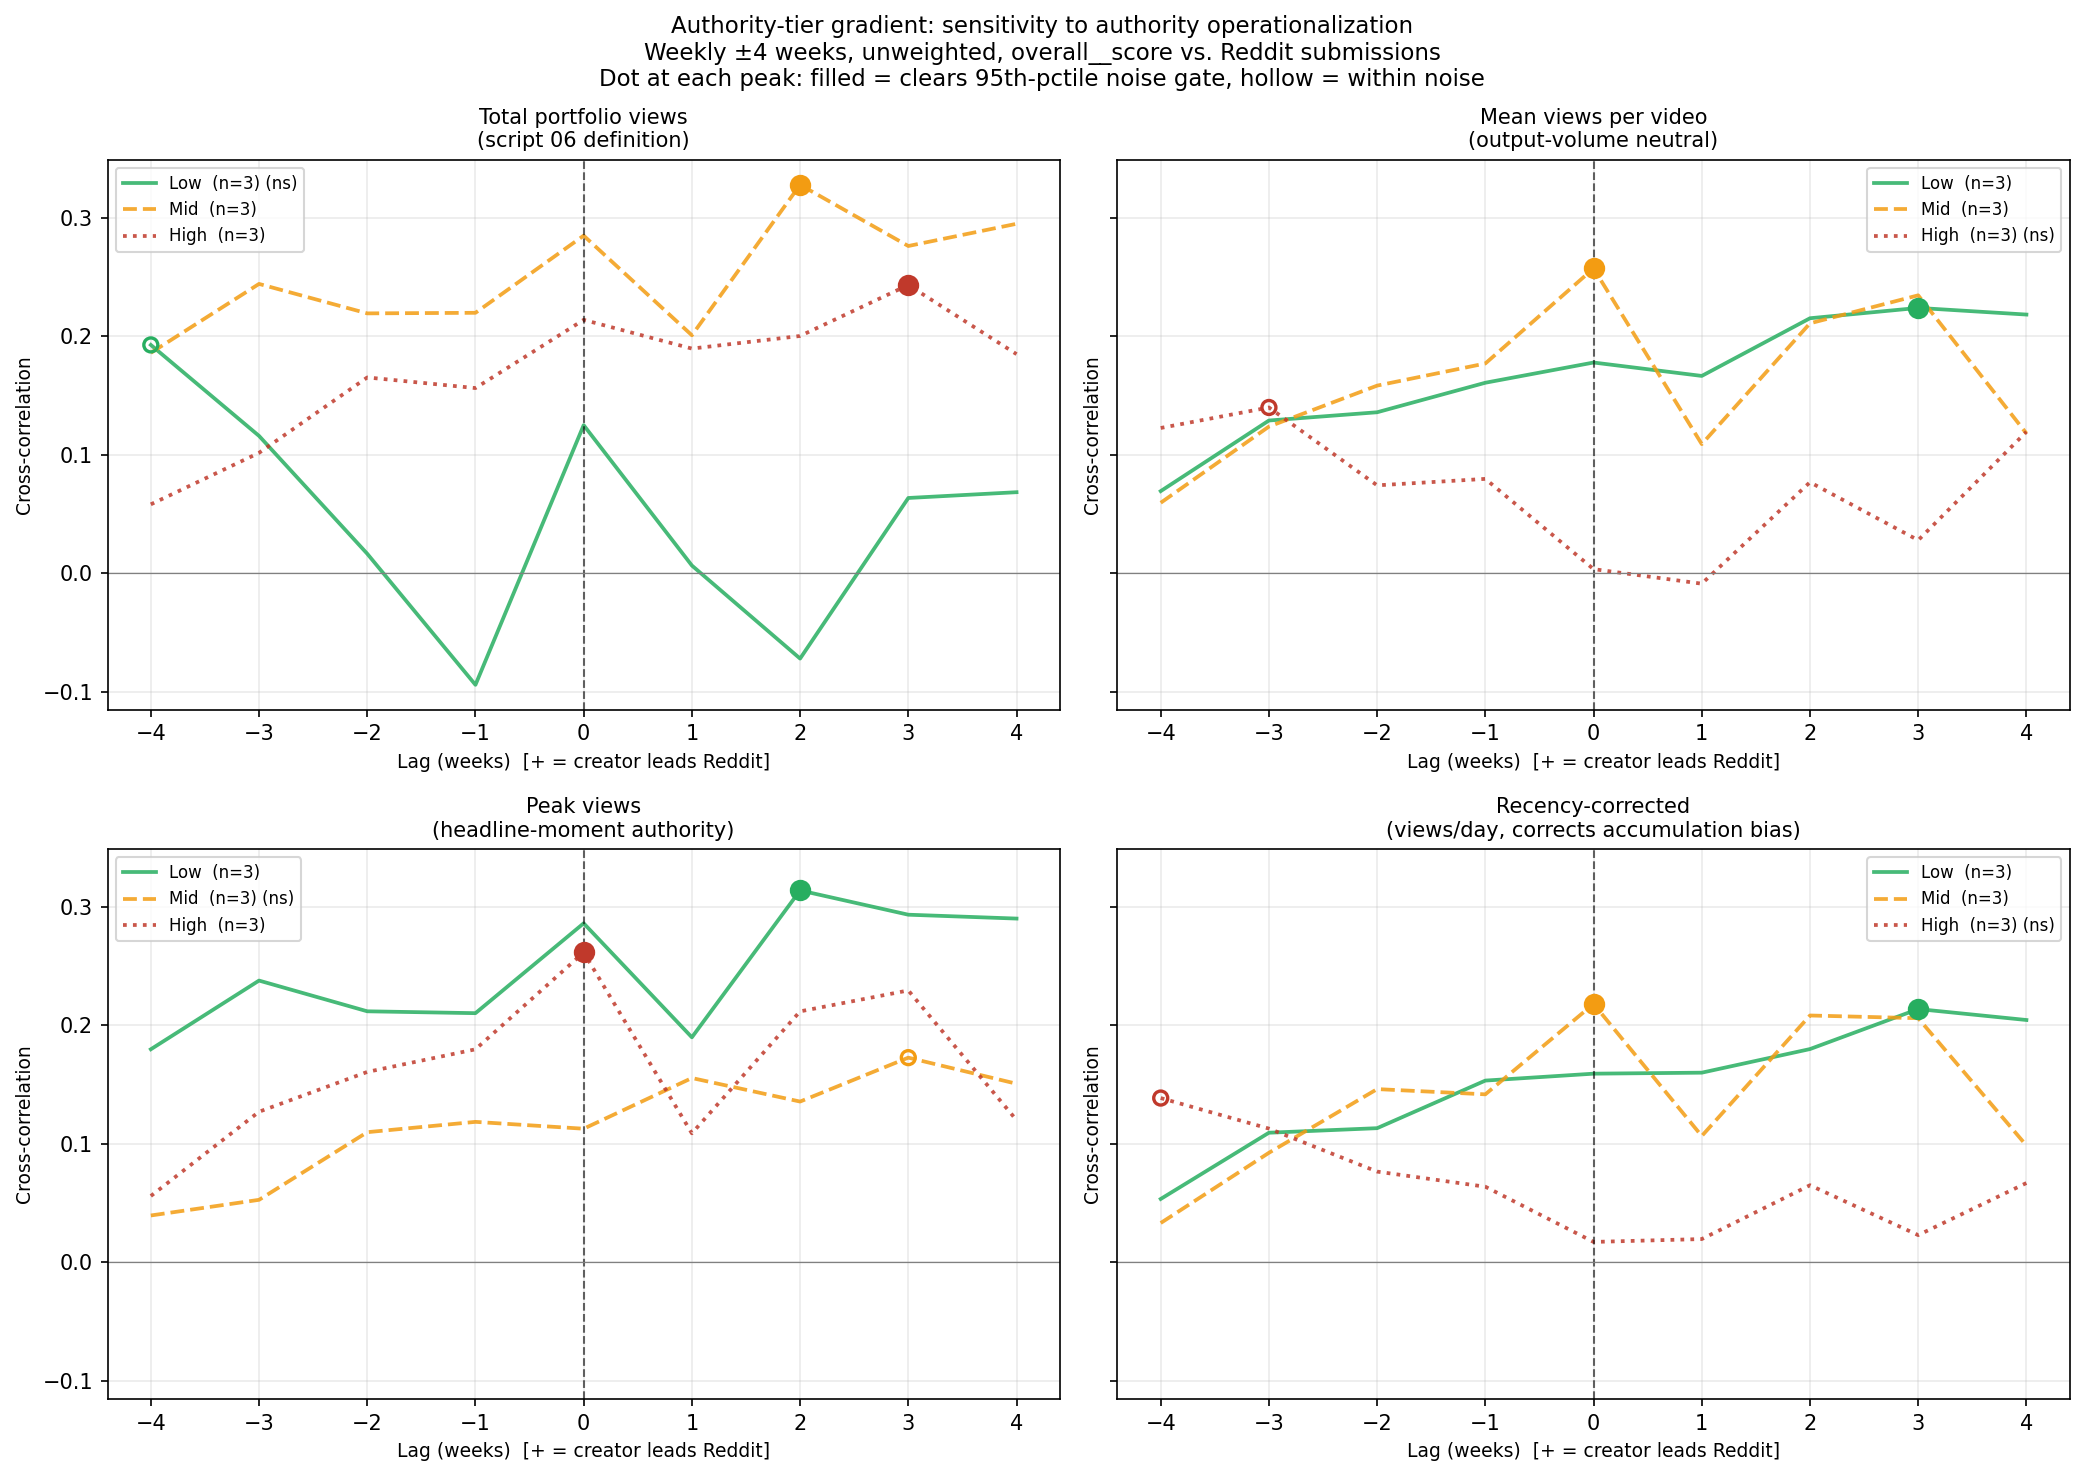 Authority-tier gradient: sensitivity to authority operationalization
Weekly ±4 weeks, unweighted, overall__score vs. Reddit submissions
Dot at each peak: filled = clears 95th-pctile noise gate, hollow = within noise
Total portfolio views
(script 06 definition)
Low (n=3) (ns)
Mid (n=3)
High (n=3)
Cross-correlation
0.3
0.2
0.1
0.0
−0.1
−4 −3 −2 −1 0 1 2 3 4
Lag (weeks) [+ = creator leads Reddit]
Mean views per video
(output-volume neutral)
Low (n=3)
Mid (n=3)
High (n=3) (ns)
Cross-correlation
−4 −3 −2 −1 0 1 2 3 4
Lag (weeks) [+ = creator leads Reddit]
Peak views
(headline-moment authority)
Low (n=3)
Mid (n=3) (ns)
High (n=3)
Cross-correlation
0.3
0.2
0.1
0.0
−0.1
−4 −3 −2 −1 0 1 2 3 4
Lag (weeks) [+ = creator leads Reddit]
Recency-corrected
(views/day, corrects accumulation bias)
Low (n=3)
Mid (n=3)
High (n=3) (ns)
Cross-correlation
−4 −3 −2 −1 0 1 2 3 4
Lag (weeks) [+ = creator leads Reddit]